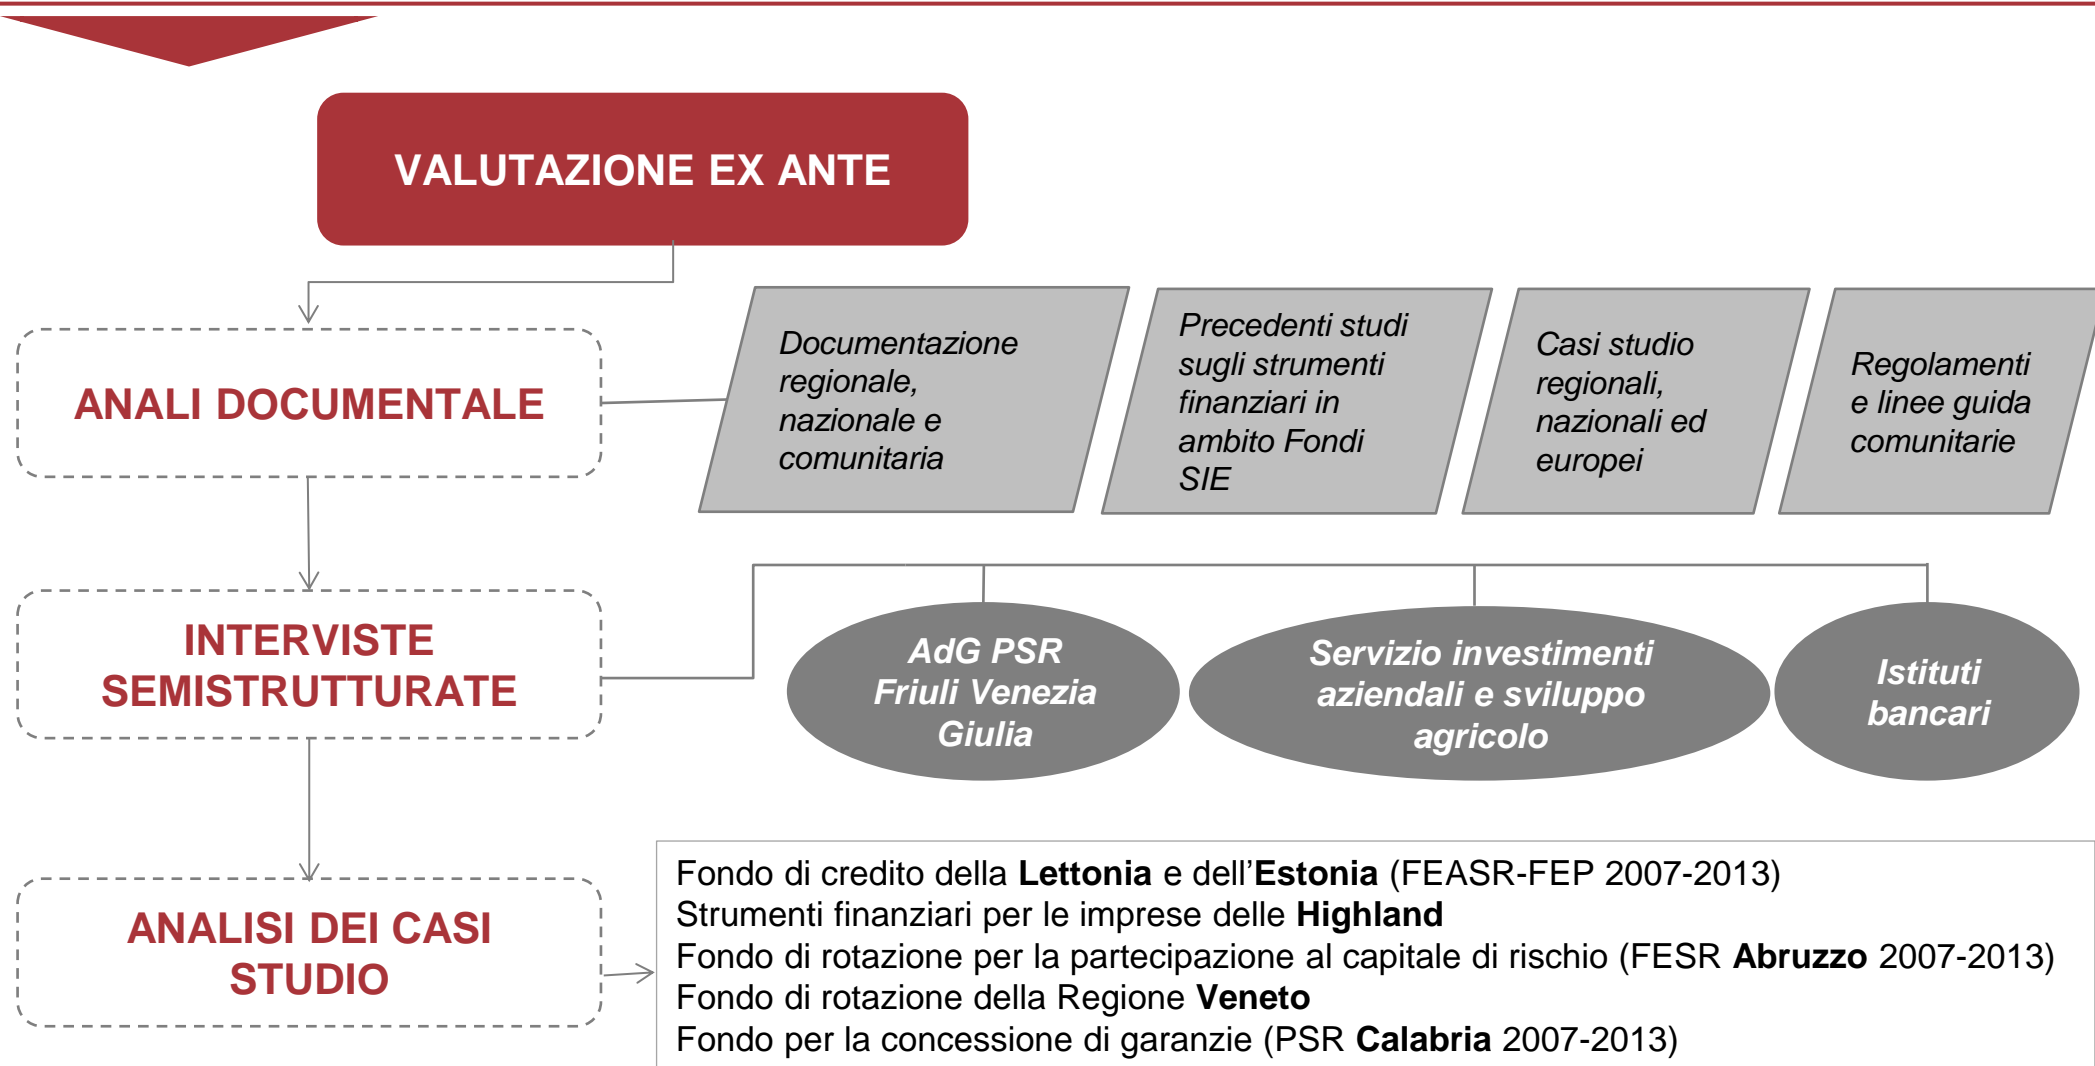 VALUTAZIONE EX ANTE
ANALI DOCUMENTALE
Documentazione
regionale,
nazionale e
comunitaria
Precedenti studi
sugli strumenti
finanziari in
ambito Fondi
SIE
Casi studio
regionali,
nazionali ed
europei
Regolamenti
e linee guida
comunitarie
INTERVISTE
SEMISTRUTTURATE
AdG PSR
Friuli Venezia
Giulia
Servizio investimenti
aziendali e sviluppo
agricolo
Istituti
bancari
ANALISI DEI CASI
STUDIO
Fondo di credito della Lettonia e dell’Estonia (FEASR-FEP 2007-2013)
Strumenti finanziari per le imprese delle Highland
Fondo di rotazione per la partecipazione al capitale di rischio (FESR Abruzzo 2007-2013)
Fondo di rotazione della Regione Veneto
Fondo per la concessione di garanzie (PSR Calabria 2007-2013)